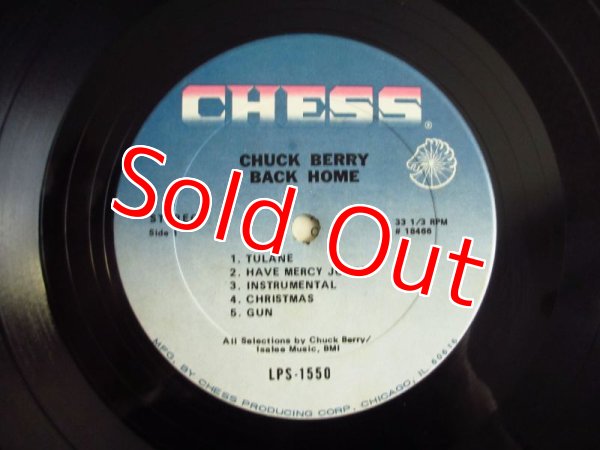 CHESS
®
CHUCK BERRY
BACK HOME
Sold Out
Side
33 1/3 RPM
# 18466
1. TULANE
2. HAVE MERCY
3. INSTRUMENTAL
4. CHRISTMAS
5. GUN
All Selections by Chuck Berry/
Isalee Music, BMI
LPS-1550
MFG. BY CHESS PRODUCING CORP. CHICAGO, IL 60616